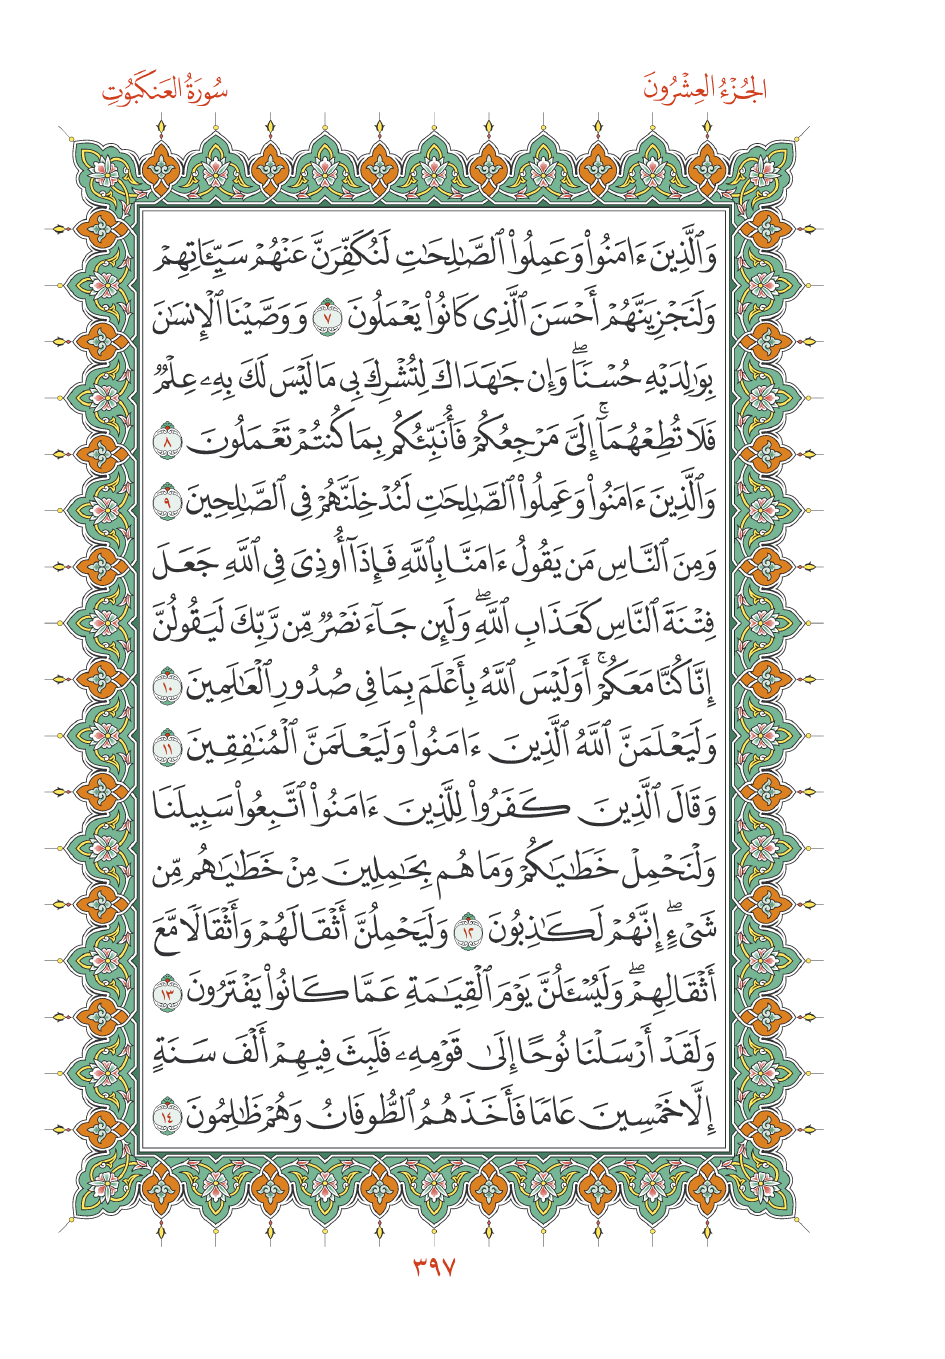 الجُزْءُ العِشْرُونَ
سُورَةُ العَنكَبُوتِ
وَٱلَّذِينَ ءَامَنُوا۟ وَعَمِلُوا۟ ٱلصَّـٰلِحَـٰتِ لَنُكَفِّرَنَّ عَنْهُمْ سَيِّـَٔاتِهِمْ
وَلَنَجْزِيَنَّهُمْ أَحْسَنَ ٱلَّذِى كَانُوا۟ يَعْمَلُونَ ٧ وَوَصَّيْنَا ٱلْإِنسَـٰنَ
بِوَٰلِدَيْهِ حُسْنًا ۖ وَإِن جَـٰهَدَاكَ لِتُشْرِكَ بِى مَا لَيْسَ لَكَ بِهِۦ عِلْمٌ
فَلَا تُطِعْهُمَآ ۚ إِلَىَّ مَرْجِعُكُمْ فَأُنَبِّئُكُم بِمَا كُنتُمْ تَعْمَلُونَ ٨
وَٱلَّذِينَ ءَامَنُوا۟ وَعَمِلُوا۟ ٱلصَّـٰلِحَـٰتِ لَنُدْخِلَنَّهُمْ فِى ٱلصَّـٰلِحِينَ ٩
وَمِنَ ٱلنَّاسِ مَن يَقُولُ ءَامَنَّا بِٱللَّهِ فَإِذَآ أُوذِىَ فِى ٱللَّهِ جَعَلَ
فِتْنَةَ ٱلنَّاسِ كَعَذَابِ ٱللَّهِ ۖ وَلَئِن جَآءَ نَصْرٌ مِّن رَّبِّكَ لَيَقُولُنَّ
إِنَّا كُنَّا مَعَكُمْ ۚ أَوَلَيْسَ ٱللَّهُ بِأَعْلَمَ بِمَا فِى صُدُورِ ٱلْعَـٰلَمِينَ ١٠
وَلَيَعْلَمَنَّ ٱللَّهُ ٱلَّذِينَ ءَامَنُوا۟ وَلَيَعْلَمَنَّ ٱلْمُنَـٰفِقِينَ ١١
وَقَالَ ٱلَّذِينَ كَفَرُوا۟ لِلَّذِينَ ءَامَنُوا۟ ٱتَّبِعُوا۟ سَبِيلَنَا
وَلْنَحْمِلْ خَطَـٰيَـٰكُمْ وَمَا هُم بِحَـٰمِلِينَ مِنْ خَطَـٰيَـٰهُم مِّن
شَىْءٍ ۖ إِنَّهُمْ لَكَـٰذِبُونَ ١٢ وَلَيَحْمِلُنَّ أَثْقَالَهُمْ وَأَثْقَالًا مَّعَ
أَثْقَالِهِمْ ۖ وَلَيُسْـَٔلُنَّ يَوْمَ ٱلْقِيَـٰمَةِ عَمَّا كَانُوا۟ يَفْتَرُونَ ١٣
وَلَقَدْ أَرْسَلْنَا نُوحًا إِلَىٰ قَوْمِهِۦ فَلَبِثَ فِيهِمْ أَلْفَ سَنَةٍ
إِلَّا خَمْسِينَ عَامًا فَأَخَذَهُمُ ٱلطُّوفَانُ وَهُمْ ظَـٰلِمُونَ ١٤
٣٩٧